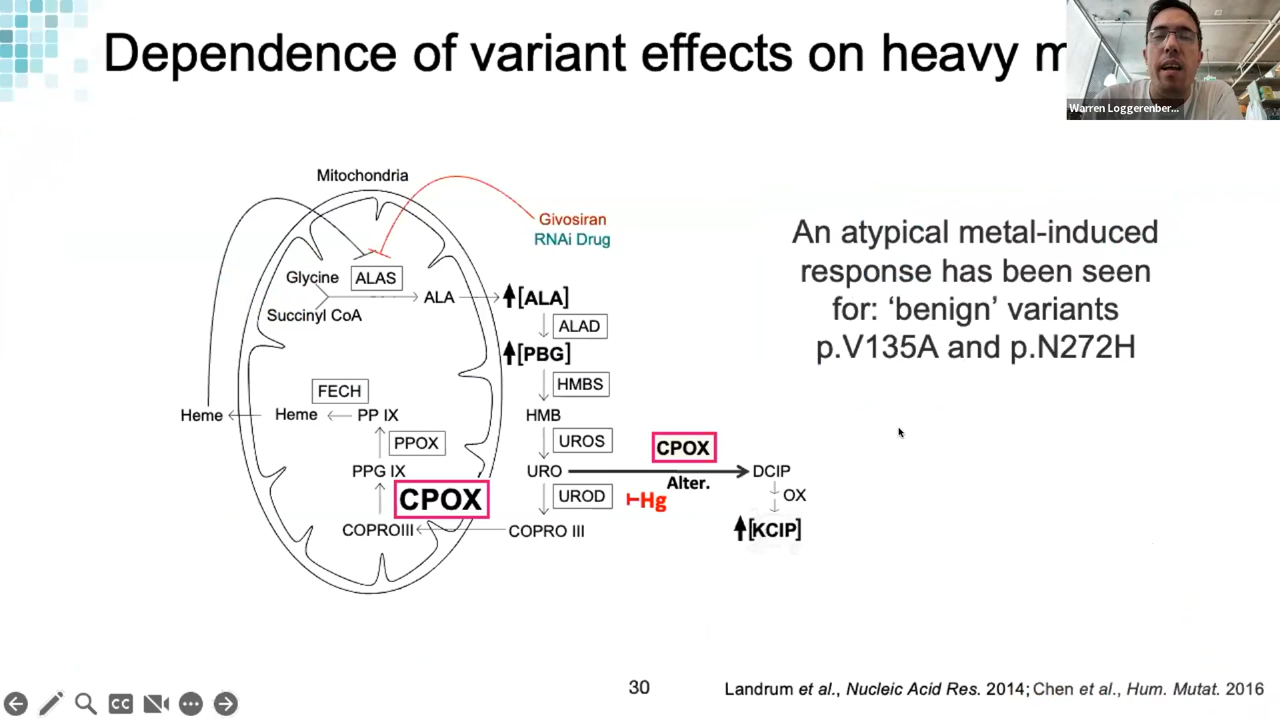 Dependence of variant effects on heavy m
Warren Loggerenber...
Mitochondria
Givosiran
RNAi Drug
Glycine
ALAS
ALA
Succinyl CoA
[ALA]
ALAD
[PBG]
HMBS
FECH
Heme
Heme
PP IX
HMB
PPOX
UROS
CPOX
PPG IX
URO
DCIP
Alter.
CPOX
UROD
Hg
OX
COPROIII
COPRO III
[KCIP]
An atypical metal-induced
response has been seen
for: ‘benign’ variants
p.V135A and p.N272H
CC
30
Landrum et al., Nucleic Acid Res. 2014; Chen et al., Hum. Mutat. 2016